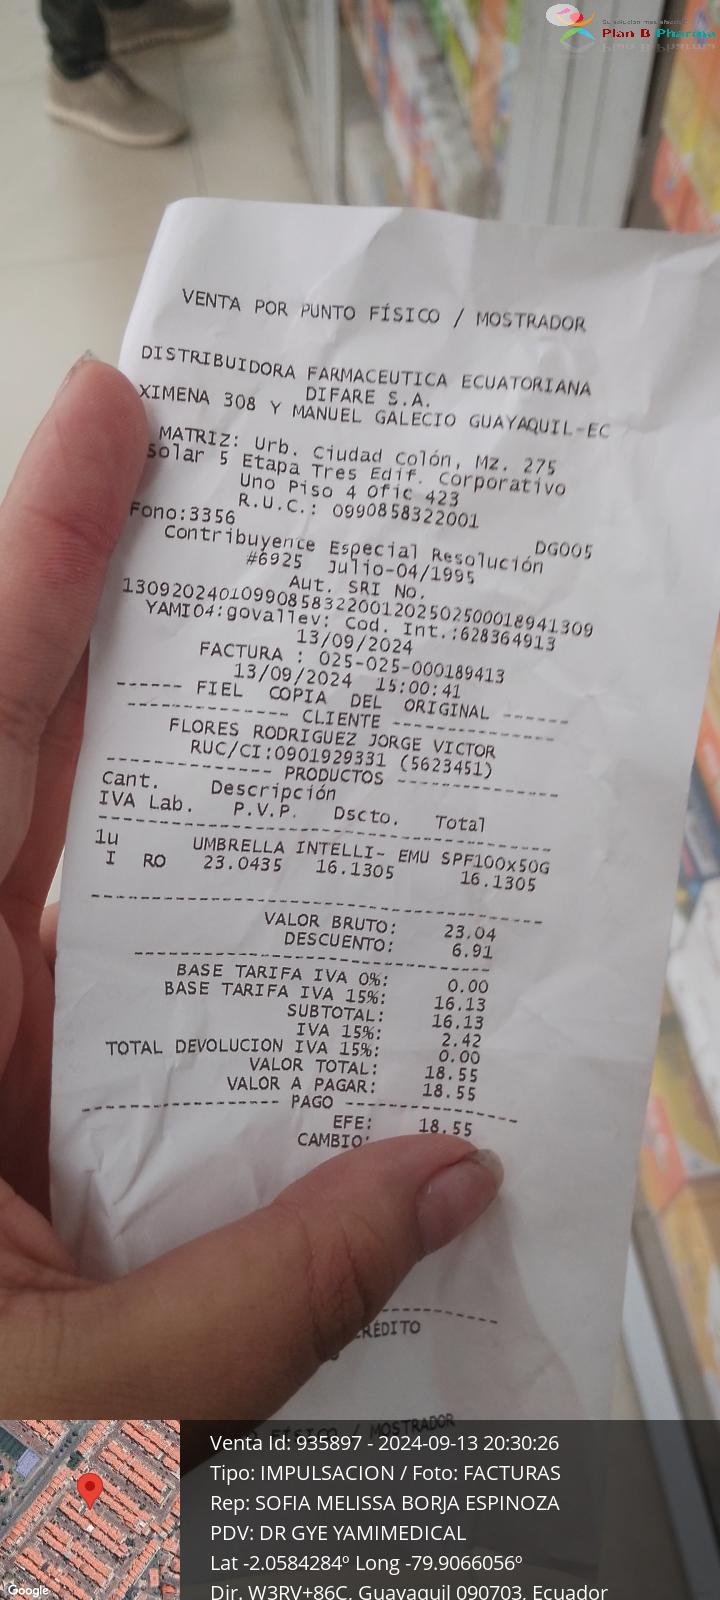 Su solucion mas efectiva
Plan B Pharma
VENTA POR PUNTO FÍSICO / MOSTRADOR
DISTRIBUIDORA FARMACEUTICA ECUATORIANA
DIFARE S.A.
XIMENA 308 Y MANUEL GALECIO GUAYAQUIL-EC
MATRIZ: Urb. Ciudad Colón, Mz. 275
Solar 5 Etapa Tres Edif. Corporativo
Uno Piso 4 Ofic 423
R.U.C.: 0990858322001
Fono:3356 DG005
Contribuyente Especial Resolución
#6925 Julio-04/1995
Aut. SRI No.
13092024010990858322001202502500018941309
YAMI04:govallev: Cod. Int.:628364913
13/09/2024
FACTURA : 025-025-000189413
13/09/2024 15:00:41
------ FIEL COPIA DEL ORIGINAL ------
-------------- CLIENTE --------------
FLORES RODRIGUEZ JORGE VICTOR
RUC/CI:0901929331 (5623451)
-------------- PRODUCTOS --------------
Cant. Descripción
IVA Lab. P.V.P. Dscto. Total
1u UMBRELLA INTELLI- EMU SPF100x50G
I RO 23.0435 16.1305 16.1305
VALOR BRUTO: 23.04
DESCUENTO: 6.91
BASE TARIFA IVA 0%: 0.00
BASE TARIFA IVA 15%: 16.13
SUBTOTAL: 16.13
IVA 15%: 2.42
TOTAL DEVOLUCION IVA 15%: 0.00
VALOR TOTAL: 18.55
VALOR A PAGAR: 18.55
----------------- PAGO -----------------
EFE: 18.55
CAMBIO:
CRÉDITO
FÍSICO / MOSTRADOR
Venta Id: 935897 - 2024-09-13 20:30:26
Tipo: IMPULSACION / Foto: FACTURAS
Rep: SOFIA MELISSA BORJA ESPINOZA
PDV: DR GYE YAMIMEDICAL
Lat -2.0584284º Long -79.9066056º
Dir. W3RV+86C, Guayaquil 090703, Ecuador
Google